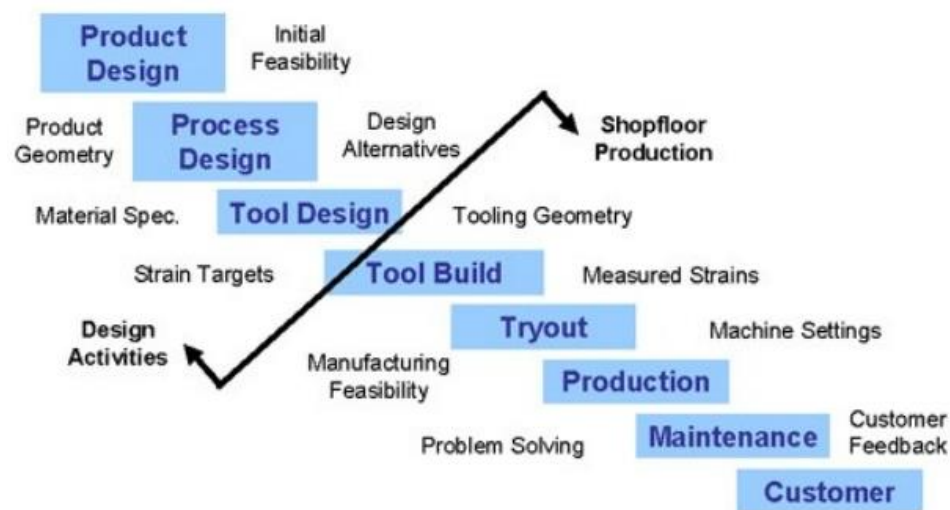 Product
Design
Initial
Feasibility
Product
Geometry
Process
Design
Design
Alternatives
Shopfloor
Production
Material Spec.
Tool Design
Tooling Geometry
Strain Targets
Tool Build
Measured Strains
Design
Activities
Tryout
Machine Settings
Manufacturing
Feasibility
Production
Problem Solving
Maintenance
Customer
Feedback
Customer